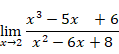 lim x→2 (x³ − 5x + 6)/(x² − 6x + 8)